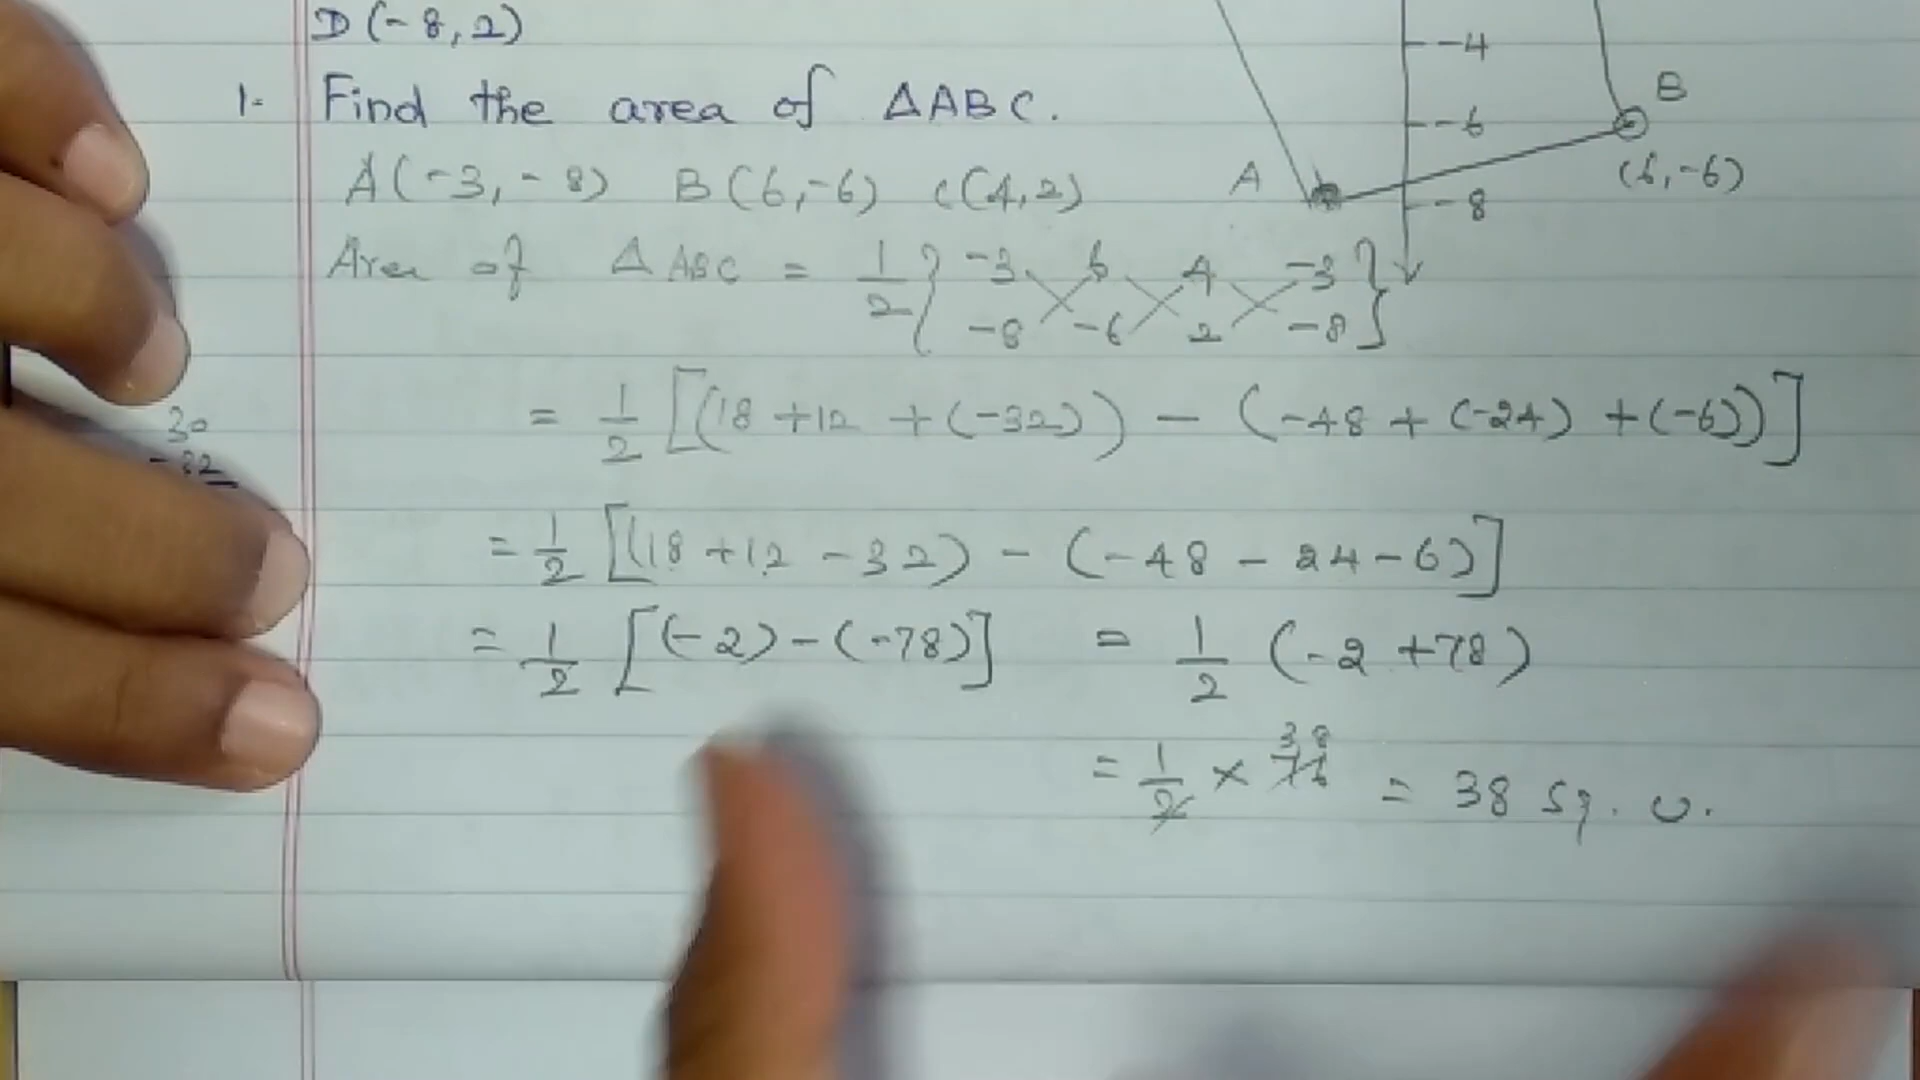 D(-8,2)
1. Find the area of ΔABC.
A(-3,-8) B(6,-6) C(4,2)
Area of ΔABC = 1/2 { -3 6 4 -3
-8 -6 2 -8 }
= 1/2 [(18 +12 +(-32)) - (-48 + (-24) +(-6))]
= 1/2 [(18 +12 -32) - (-48 - 24 -6)]
= 1/2 [(-2) - (-78)] = 1/2 (-2 +78)
= 1/2 × 76 38 = 38 sq. u.
30
-32
-4
-6
-8
A
B
(6,-6)